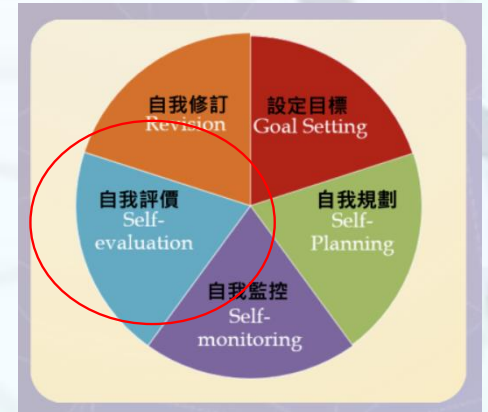 自我修訂
Revision
設定目標
Goal Setting
自我評價
Self-
evaluation
自我規劃
Self-
Planning
自我監控
Self-
monitoring